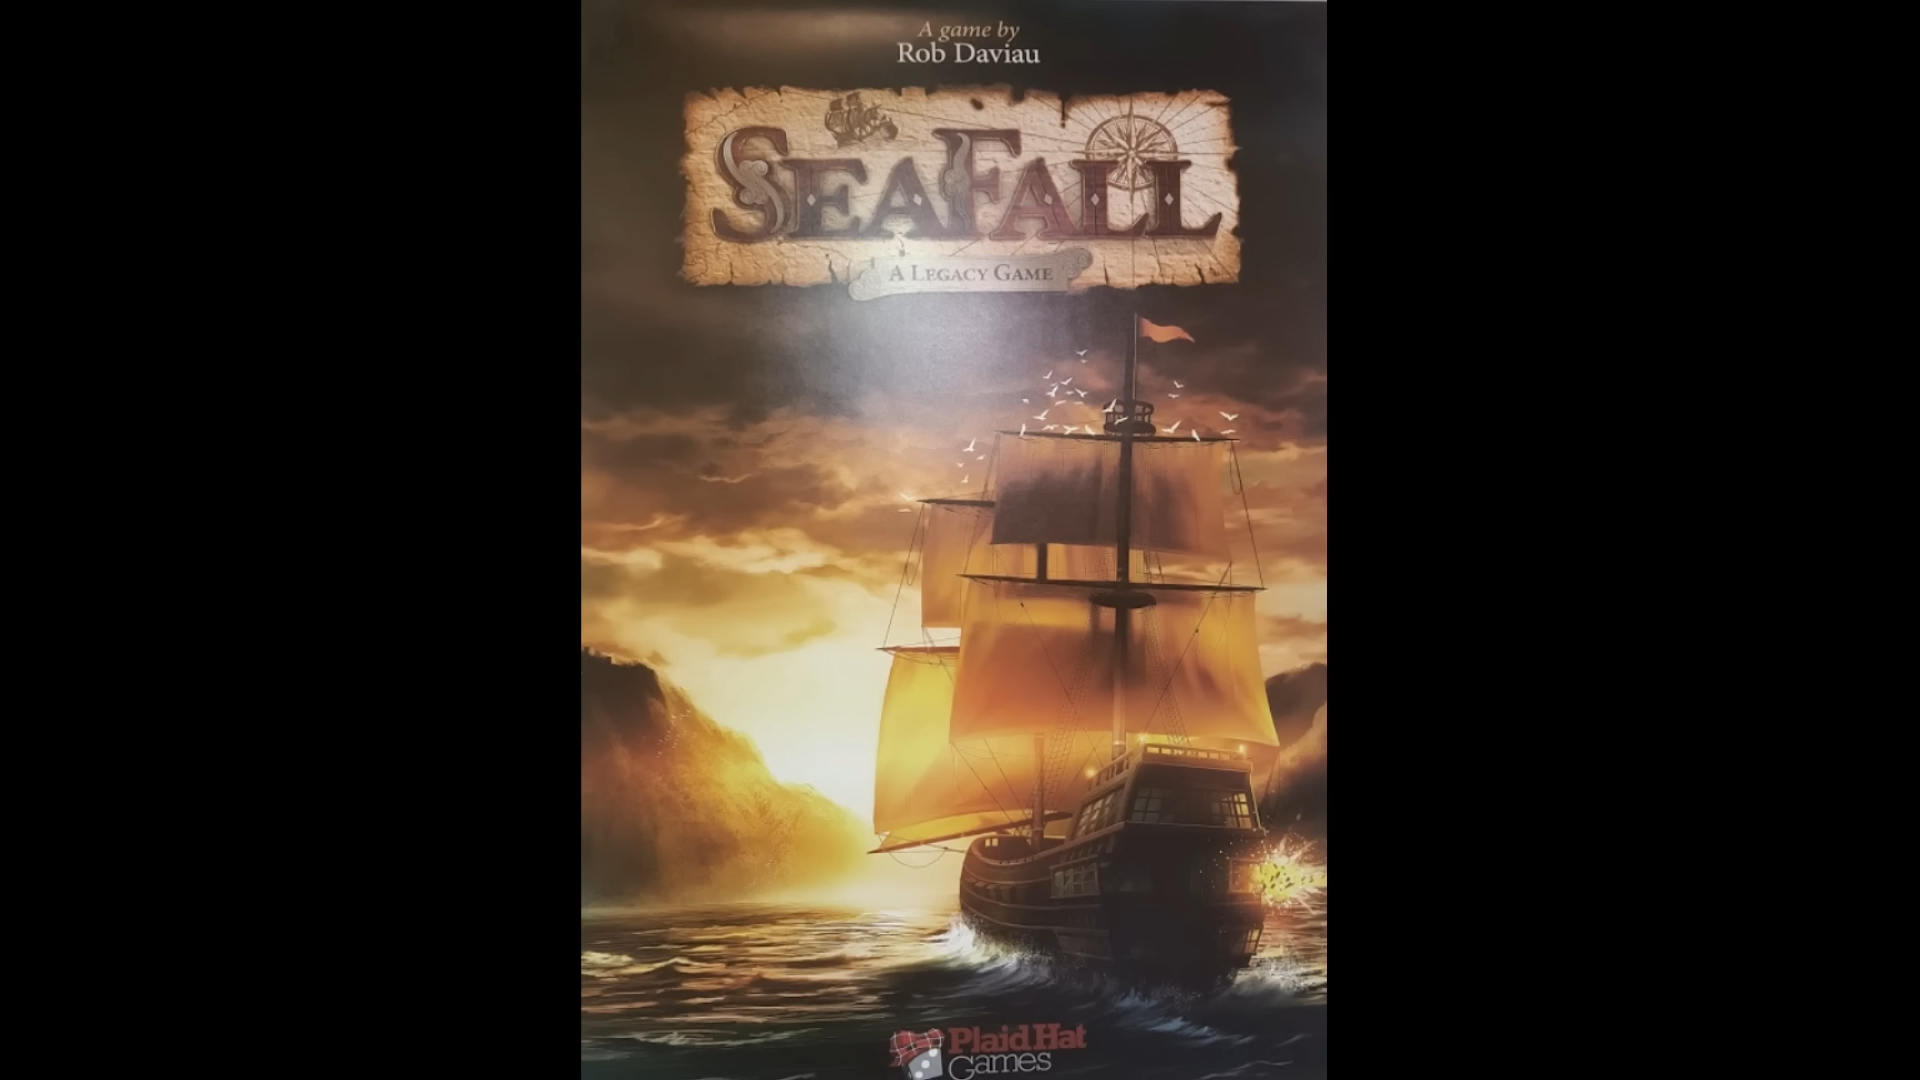 A game by
Rob Daviau
SEAFALL
A LEGACY GAME
Plaid Hat
Games